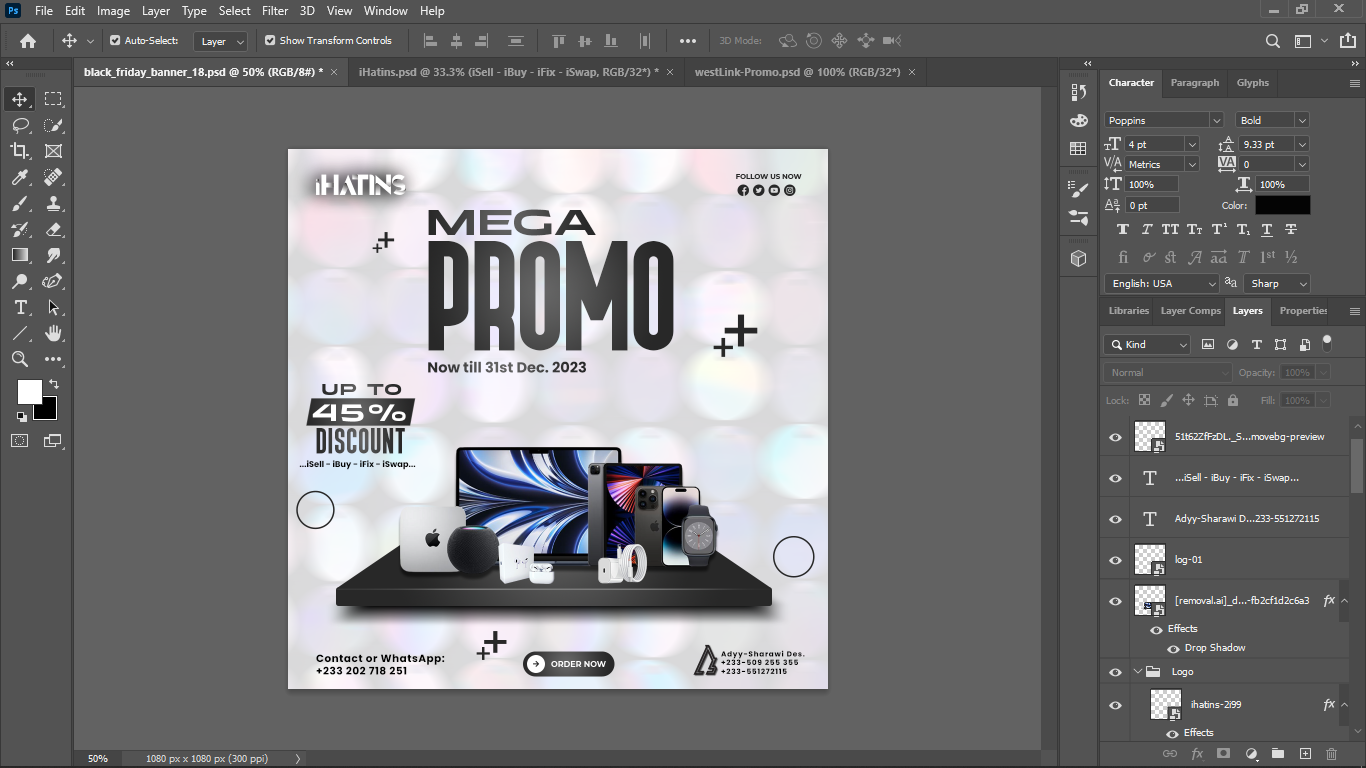 Ps File Edit Image Layer Type Select Filter 3D View Window Help
Auto-Select: Layer Show Transform Controls 3D Mode:
black_friday_banner_18.psd @ 50% (RGB/8#) * iHatins.psd @ 33.3% (iSell - iBuy - iFix - iSwap, RGB/32*) * westLink-Promo.psd @ 100% (RGB/32*)
iHATINS
FOLLOW US NOW
MEGA
PROMO
Now till 31st Dec. 2023
UP TO
45%
DISCOUNT
...iSell - iBuy - iFix - iSwap...
Contact or WhatsApp:
+233 202 718 251
ORDER NOW
Adyy-Sharawi Des.
+233-509 255 355
+233-551272115
50% 1080 px x 1080 px (300 ppi)
Character Paragraph Glyphs
Poppins Bold
4 pt 9.33 pt
Metrics 0
100% 100%
0 pt Color:
English: USA Sharp
Libraries Layer Comps Layers Properties
Kind
Normal Opacity: 100%
Lock: Fill: 100%
51t62ZfFzDL._S...movebg-preview
...iSell - iBuy - iFix - iSwap...
Adyy-Sharawi D...233-551272115
log-01
[removal.ai]_d...-fb2cf1d2c6a3 fx
Effects
Drop Shadow
Logo
ihatins-2i99 fx
Effects